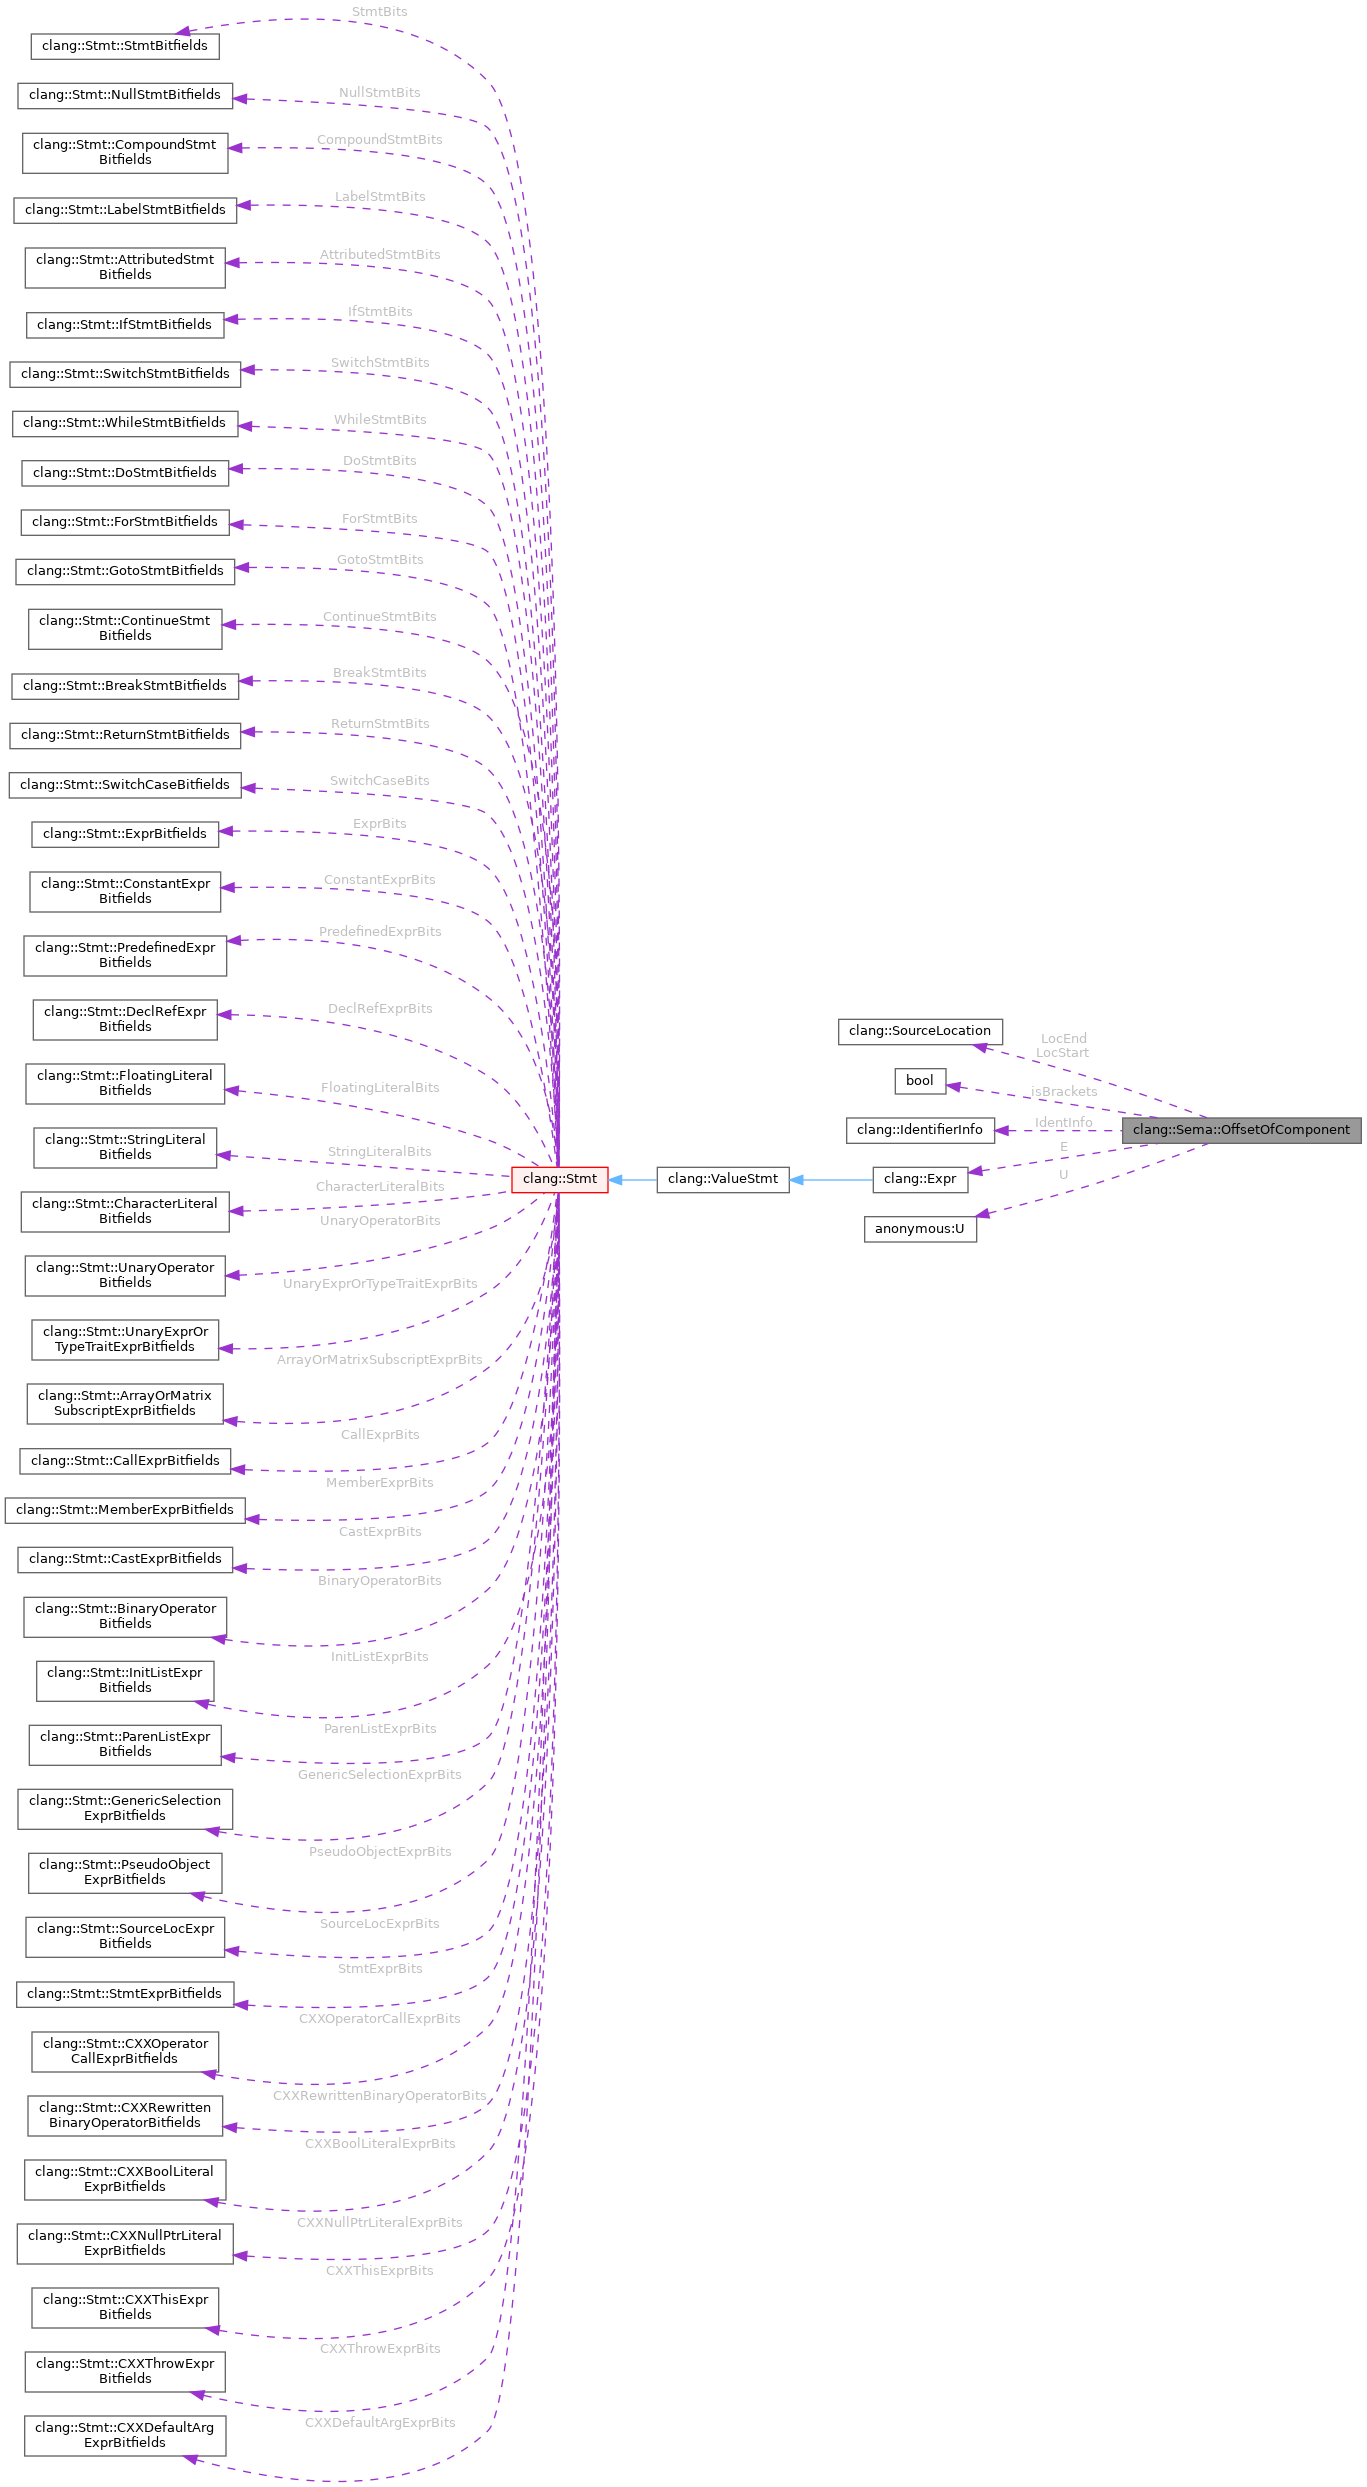 StmtBits
clang::Stmt::StmtBitfields
NullStmtBits
clang::Stmt::NullStmtBitfields
CompoundStmtBits
clang::Stmt::CompoundStmt
Bitfields
LabelStmtBits
clang::Stmt::LabelStmtBitfields
AttributedStmtBits
clang::Stmt::AttributedStmt
Bitfields
IfStmtBits
clang::Stmt::IfStmtBitfields
SwitchStmtBits
clang::Stmt::SwitchStmtBitfields
WhileStmtBits
clang::Stmt::WhileStmtBitfields
DoStmtBits
clang::Stmt::DoStmtBitfields
ForStmtBits
clang::Stmt::ForStmtBitfields
GotoStmtBits
clang::Stmt::GotoStmtBitfields
ContinueStmtBits
clang::Stmt::ContinueStmt
Bitfields
BreakStmtBits
clang::Stmt::BreakStmtBitfields
ReturnStmtBits
clang::Stmt::ReturnStmtBitfields
SwitchCaseBits
clang::Stmt::SwitchCaseBitfields
ExprBits
clang::Stmt::ExprBitfields
ConstantExprBits
clang::Stmt::ConstantExpr
Bitfields
PredefinedExprBits
clang::Stmt::PredefinedExpr
Bitfields
DeclRefExprBits
clang::Stmt::DeclRefExpr
Bitfields
FloatingLiteralBits
clang::Stmt::FloatingLiteral
Bitfields
StringLiteralBits
clang::Stmt::StringLiteral
Bitfields
CharacterLiteralBits
clang::Stmt::CharacterLiteral
Bitfields
UnaryOperatorBits
clang::Stmt::UnaryOperator
Bitfields
UnaryExprOrTypeTraitExprBits
clang::Stmt::UnaryExprOr
TypeTraitExprBitfields
ArrayOrMatrixSubscriptExprBits
clang::Stmt::ArrayOrMatrix
SubscriptExprBitfields
CallExprBits
clang::Stmt::CallExprBitfields
MemberExprBits
clang::Stmt::MemberExprBitfields
CastExprBits
clang::Stmt::CastExprBitfields
BinaryOperatorBits
clang::Stmt::BinaryOperator
Bitfields
InitListExprBits
clang::Stmt::InitListExpr
Bitfields
ParenListExprBits
clang::Stmt::ParenListExpr
Bitfields
GenericSelectionExprBits
clang::Stmt::GenericSelection
ExprBitfields
PseudoObjectExprBits
clang::Stmt::PseudoObject
ExprBitfields
SourceLocExprBits
clang::Stmt::SourceLocExpr
Bitfields
StmtExprBits
clang::Stmt::StmtExprBitfields
CXXOperatorCallExprBits
clang::Stmt::CXXOperator
CallExprBitfields
CXXRewrittenBinaryOperatorBits
clang::Stmt::CXXRewritten
BinaryOperatorBitfields
CXXBoolLiteralExprBits
clang::Stmt::CXXBoolLiteral
ExprBitfields
CXXNullPtrLiteralExprBits
clang::Stmt::CXXNullPtrLiteral
ExprBitfields
CXXThisExprBits
clang::Stmt::CXXThisExpr
Bitfields
CXXThrowExprBits
clang::Stmt::CXXThrowExpr
Bitfields
CXXDefaultArgExprBits
clang::Stmt::CXXDefaultArg
ExprBitfields
clang::Stmt
clang::ValueStmt
clang::SourceLocation
LocEnd
LocStart
bool
isBrackets
clang::IdentifierInfo
IdentInfo
clang::Sema::OffsetOfComponent
E
clang::Expr
U
anonymous:U